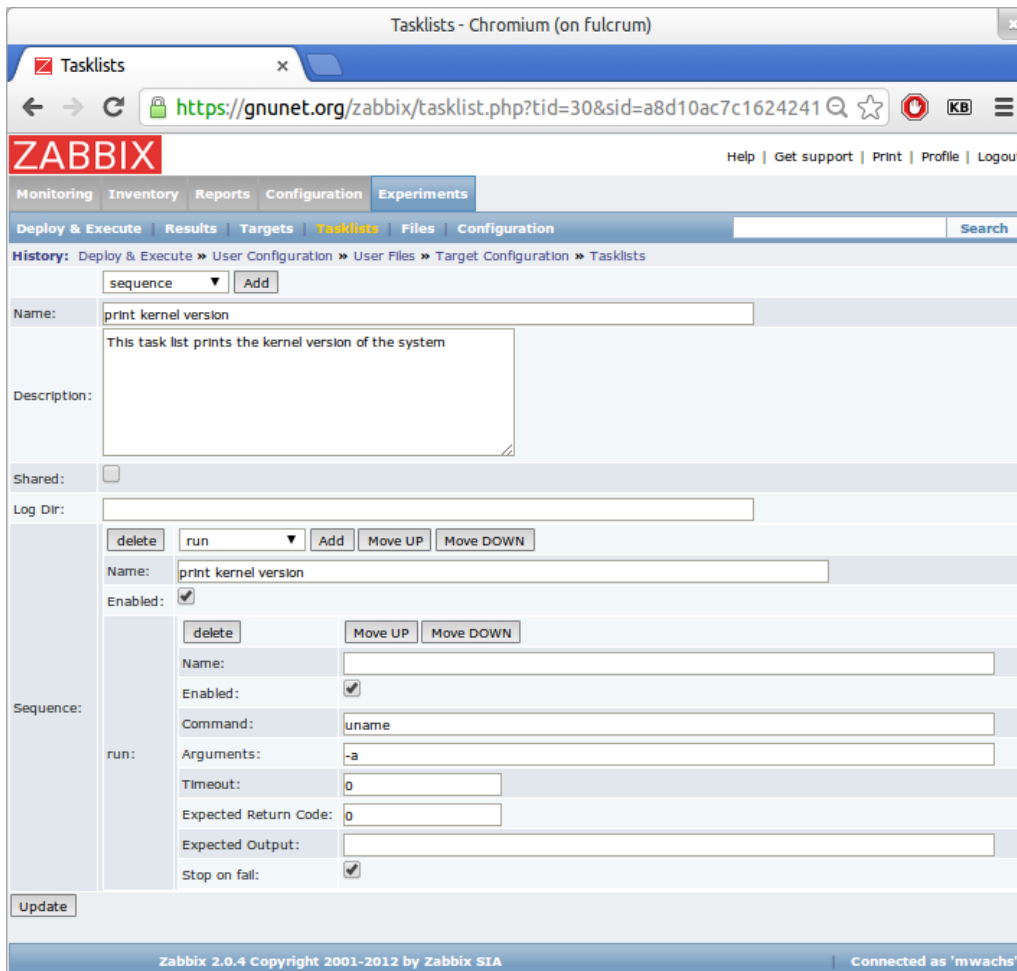 Tasklists - Chromium (on fulcrum)
Tasklists
https://gnunet.org/zabbix/tasklist.php?tid=30&sid=a8d10ac7c1624241
KB
ZABBIX
Help | Get support | Print | Profile | Logout
Monitoring Inventory Reports Configuration Experiments
Deploy & Execute | Results | Targets | Tasklists | Files | Configuration Search
History: Deploy & Execute » User Configuration » User Files » Target Configuration » Tasklists
sequence Add
Name: print kernel version
Description: This task list prints the kernel version of the system
Shared:
Log Dir:
Sequence:
delete run Add Move UP Move DOWN
Name: print kernel version
Enabled:
run:
delete Move UP Move DOWN
Name:
Enabled:
Command: uname
Arguments: -a
Timeout: 0
Expected Return Code: 0
Expected Output:
Stop on fail:
Update
Zabbix 2.0.4 Copyright 2001-2012 by Zabbix SIA | Connected as 'mwachs'